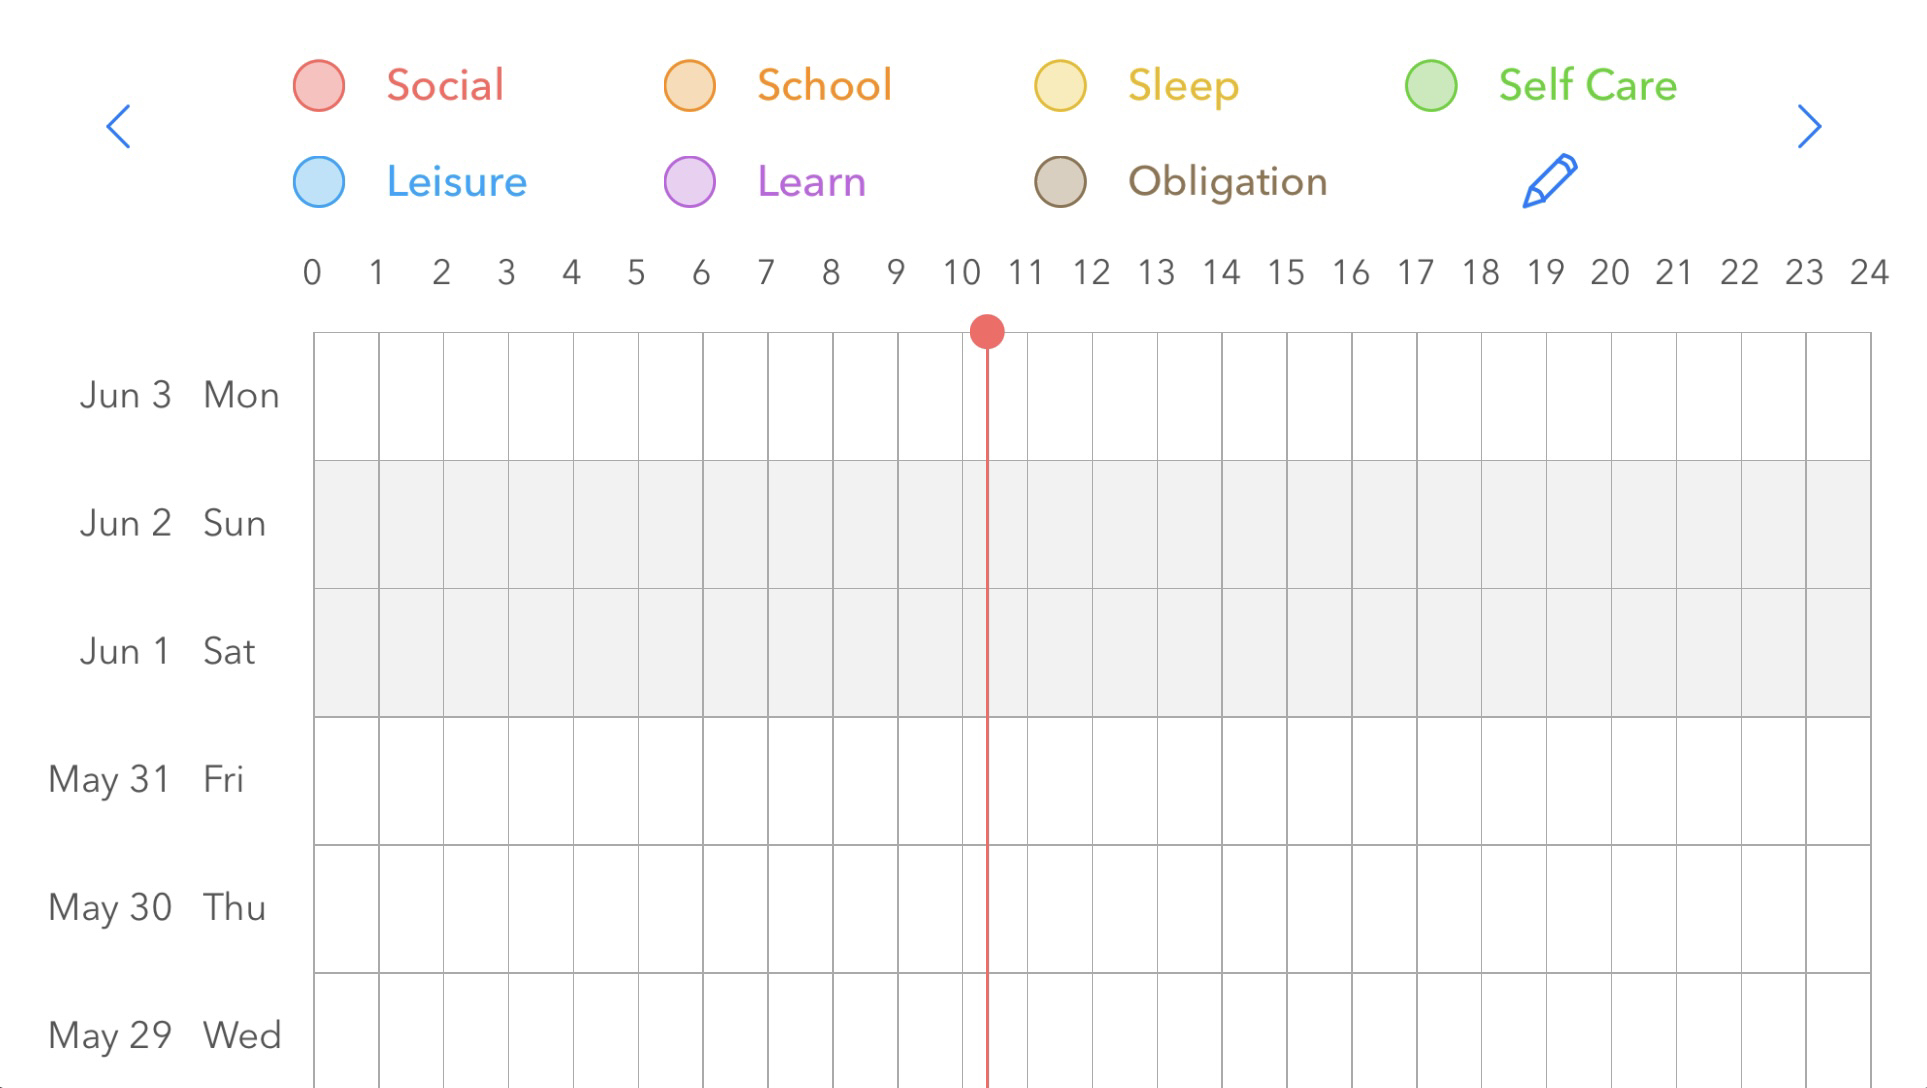 Social School Sleep Self Care
Leisure Learn Obligation
0 1 2 3 4 5 6 7 8 9 10 11 12 13 14 15 16 17 18 19 20 21 22 23 24
Jun 3 Mon
Jun 2 Sun
Jun 1 Sat
May 31 Fri
May 30 Thu
May 29 Wed